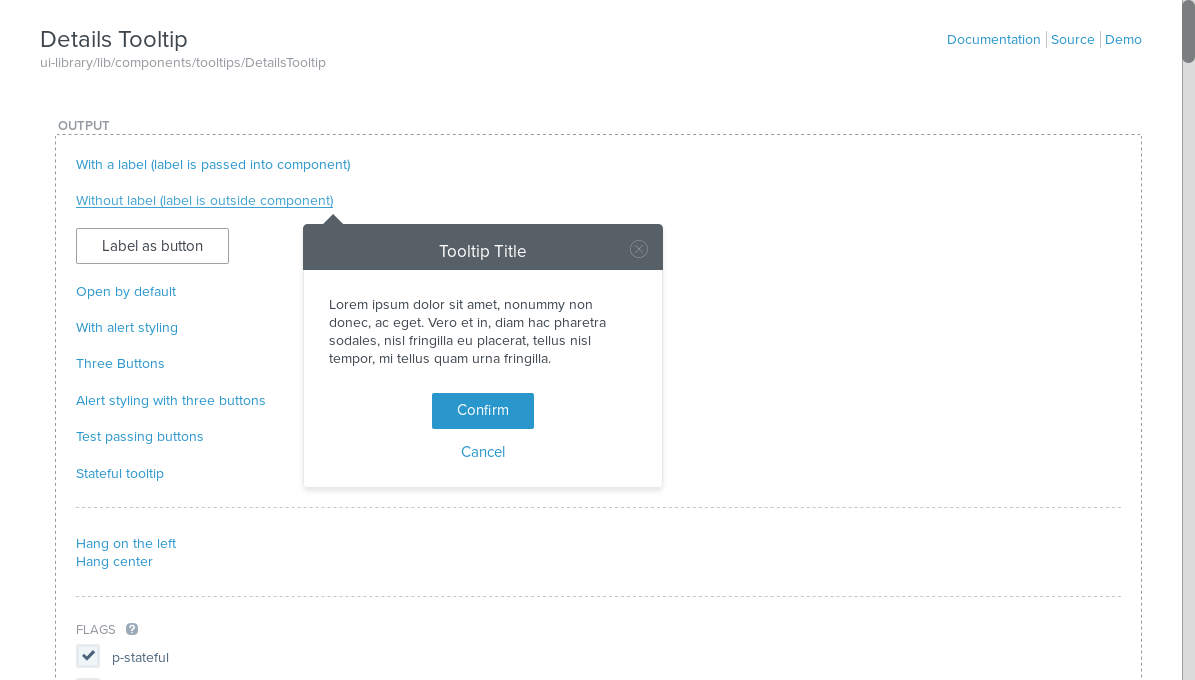 Details Tooltip
ui-library/lib/components/tooltips/DetailsTooltip
Documentation
Source
Demo
OUTPUT
With a label (label is passed into component)
Without label (label is outside component)
Label as button
Open by default
With alert styling
Three Buttons
Alert styling with three buttons
Test passing buttons
Stateful tooltip
Tooltip Title
Lorem ipsum dolor sit amet, nonummy non
donec, ac eget. Vero et in, diam hac pharetra
sodales, nisl fringilla eu placerat, tellus nisl
tempor, mi tellus quam urna fringilla.
Confirm
Cancel
Hang on the left
Hang center
FLAGS ?
p-stateful